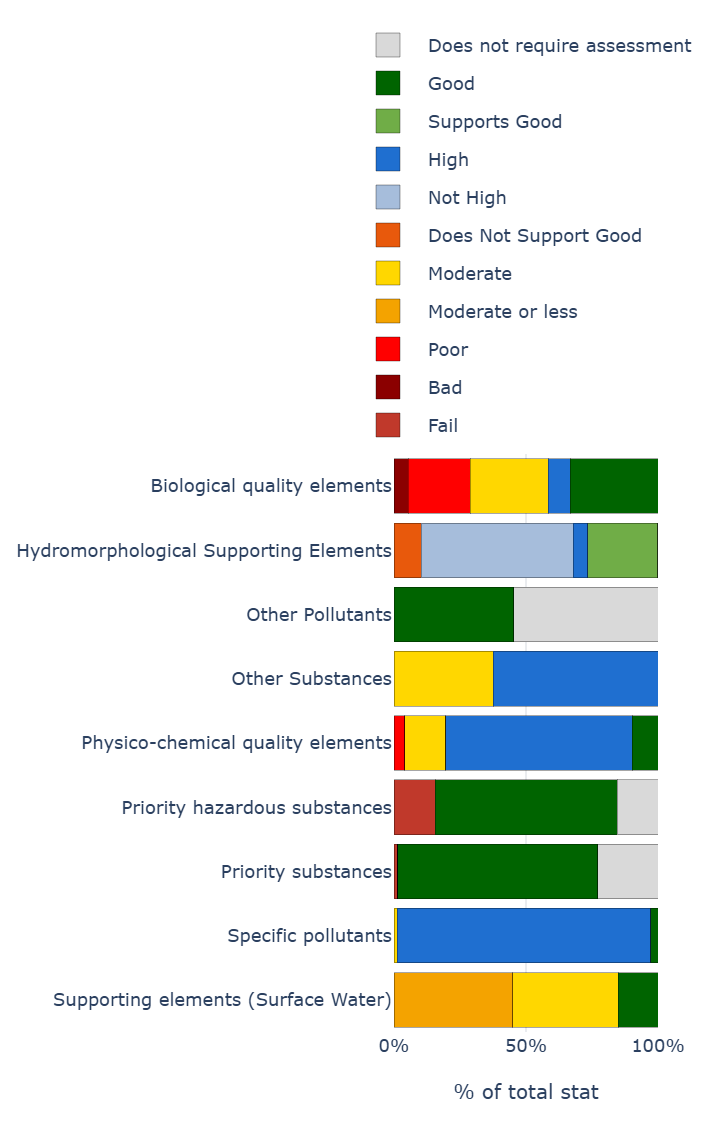 Does not require assessment
Good
Supports Good
High
Not High
Does Not Support Good
Moderate
Moderate or less
Poor
Bad
Fail
Biological quality elements
Hydromorphological Supporting Elements
Other Pollutants
Other Substances
Physico-chemical quality elements
Priority hazardous substances
Priority substances
Specific pollutants
Supporting elements (Surface Water)
0% 50% 100%
% of total stat